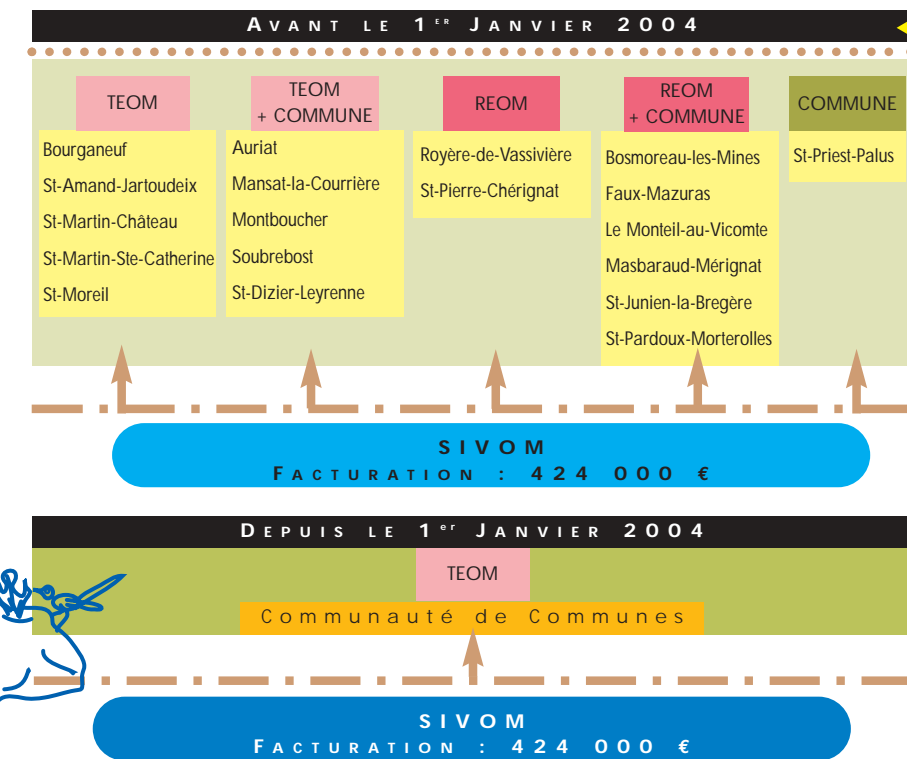 AVANT LE 1ER JANVIER 2004
TEOM
Bourganeuf
St-Amand-Jartoudeix
St-Martin-Château
St-Martin-Ste-Catherine
St-Moreil
TEOM
+ COMMUNE
Auriat
Mansat-la-Courrière
Montboucher
Soubrebost
St-Dizier-Leyrenne
REOM
Royère-de-Vassivière
St-Pierre-Chérignat
REOM
+ COMMUNE
Bosmoreau-les-Mines
Faux-Mazuras
Le Monteil-au-Vicomte
Masbaraud-Mérignat
St-Junien-la-Bregère
St-Pardoux-Morterolles
COMMUNE
St-Priest-Palus
SIVOM
FACTURATION : 424 000 €
DEPUIS LE 1er JANVIER 2004
TEOM
Communauté de Communes
SIVOM
FACTURATION : 424 000 €